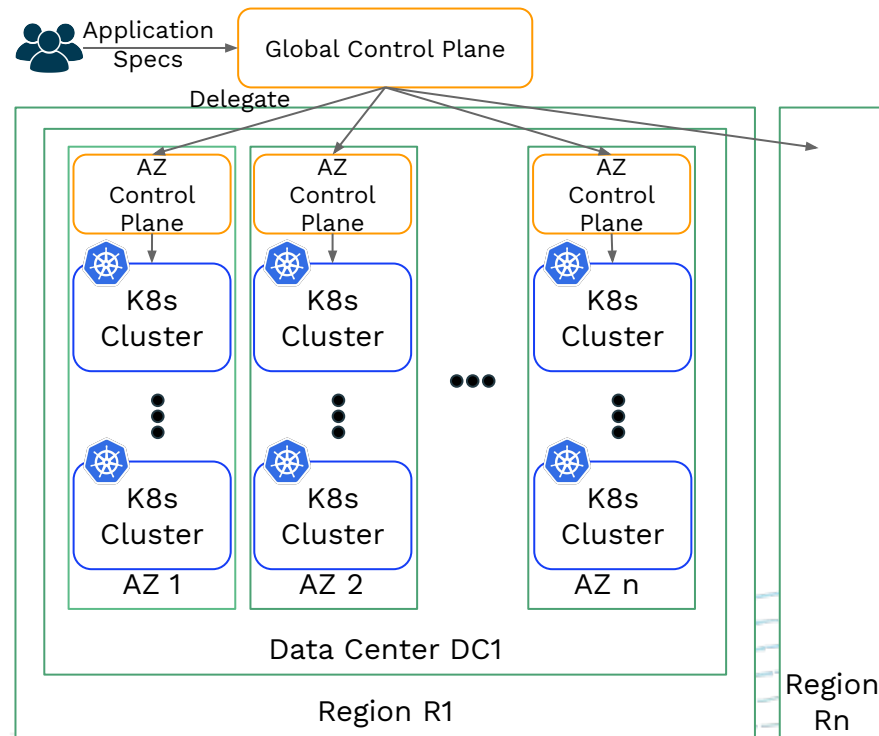 Application
Specs
Global Control Plane
Delegate
AZ
Control
Plane
AZ
Control
Plane
AZ
Control
Plane
K8s
Cluster
K8s
Cluster
K8s
Cluster
K8s
Cluster
K8s
Cluster
K8s
Cluster
AZ 1
AZ 2
AZ n
Data Center DC1
Region R1
Region
Rn